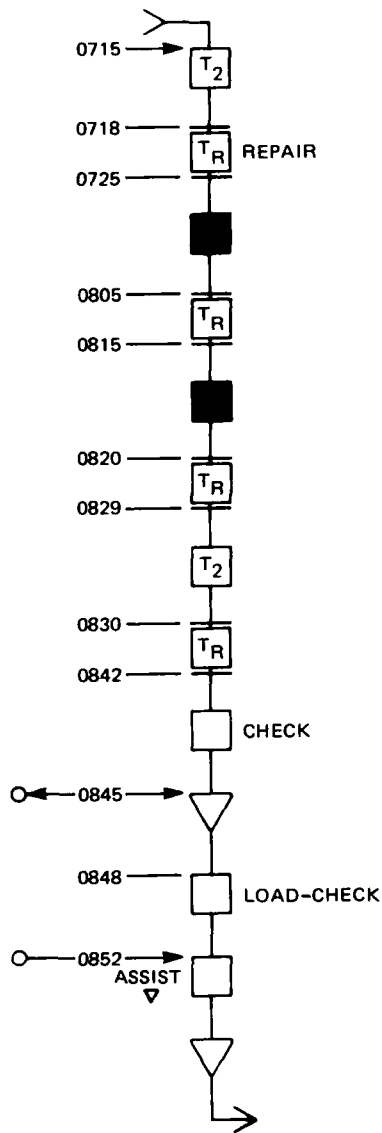 0715
T2
0718
TR REPAIR
0725
0805
TR
0815
0820
TR
0829
T2
0830
TR
0842
CHECK
0845
0848
LOAD-CHECK
0852
ASSIST